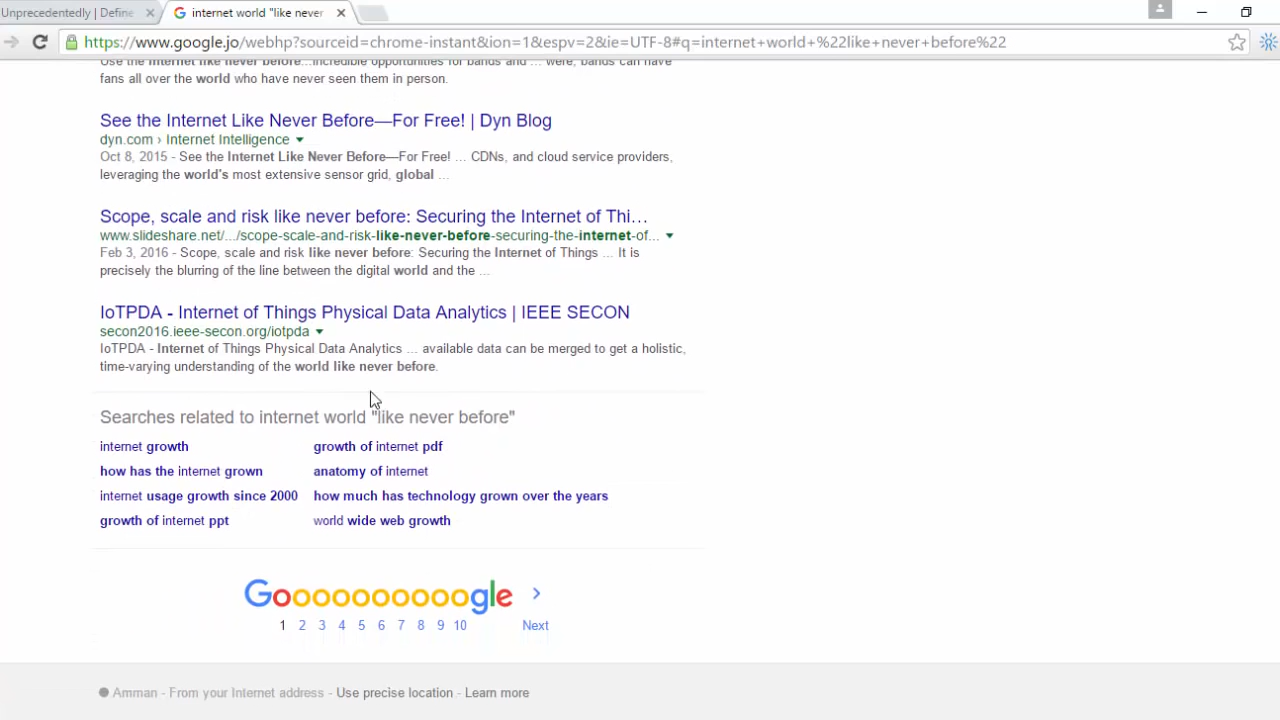 Unprecedentedly | Define
internet world "like never
https://www.google.jo/webhp?sourceid=chrome-instant&ion=1&espv=2&ie=UTF-8#q=internet+world+%22like+never+before%22
Use the Internet like never before...incredible opportunities for bands and ... were, bands can have
fans all over the world who have never seen them in person.
See the Internet Like Never Before—For Free! | Dyn Blog
dyn.com › Internet Intelligence
Oct 8, 2015 - See the Internet Like Never Before—For Free! ... CDNs, and cloud service providers,
leveraging the world's most extensive sensor grid, global ...
Scope, scale and risk like never before: Securing the Internet of Thi...
www.slideshare.net/.../scope-scale-and-risk-like-never-before-securing-the-internet-of...
Feb 3, 2016 - Scope, scale and risk like never before: Securing the Internet of Things ... It is
precisely the blurring of the line between the digital world and the ...
IoTPDA - Internet of Things Physical Data Analytics | IEEE SECON
secon2016.ieee-secon.org/iotpda
IoTPDA - Internet of Things Physical Data Analytics ... available data can be merged to get a holistic,
time-varying understanding of the world like never before.
Searches related to internet world "like never before"
internet growth
growth of internet pdf
how has the internet grown
anatomy of internet
internet usage growth since 2000
how much has technology grown over the years
growth of internet ppt
world wide web growth
Goooooooooogle
1 2 3 4 5 6 7 8 9 10 Next
Amman - From your Internet address - Use precise location - Learn more